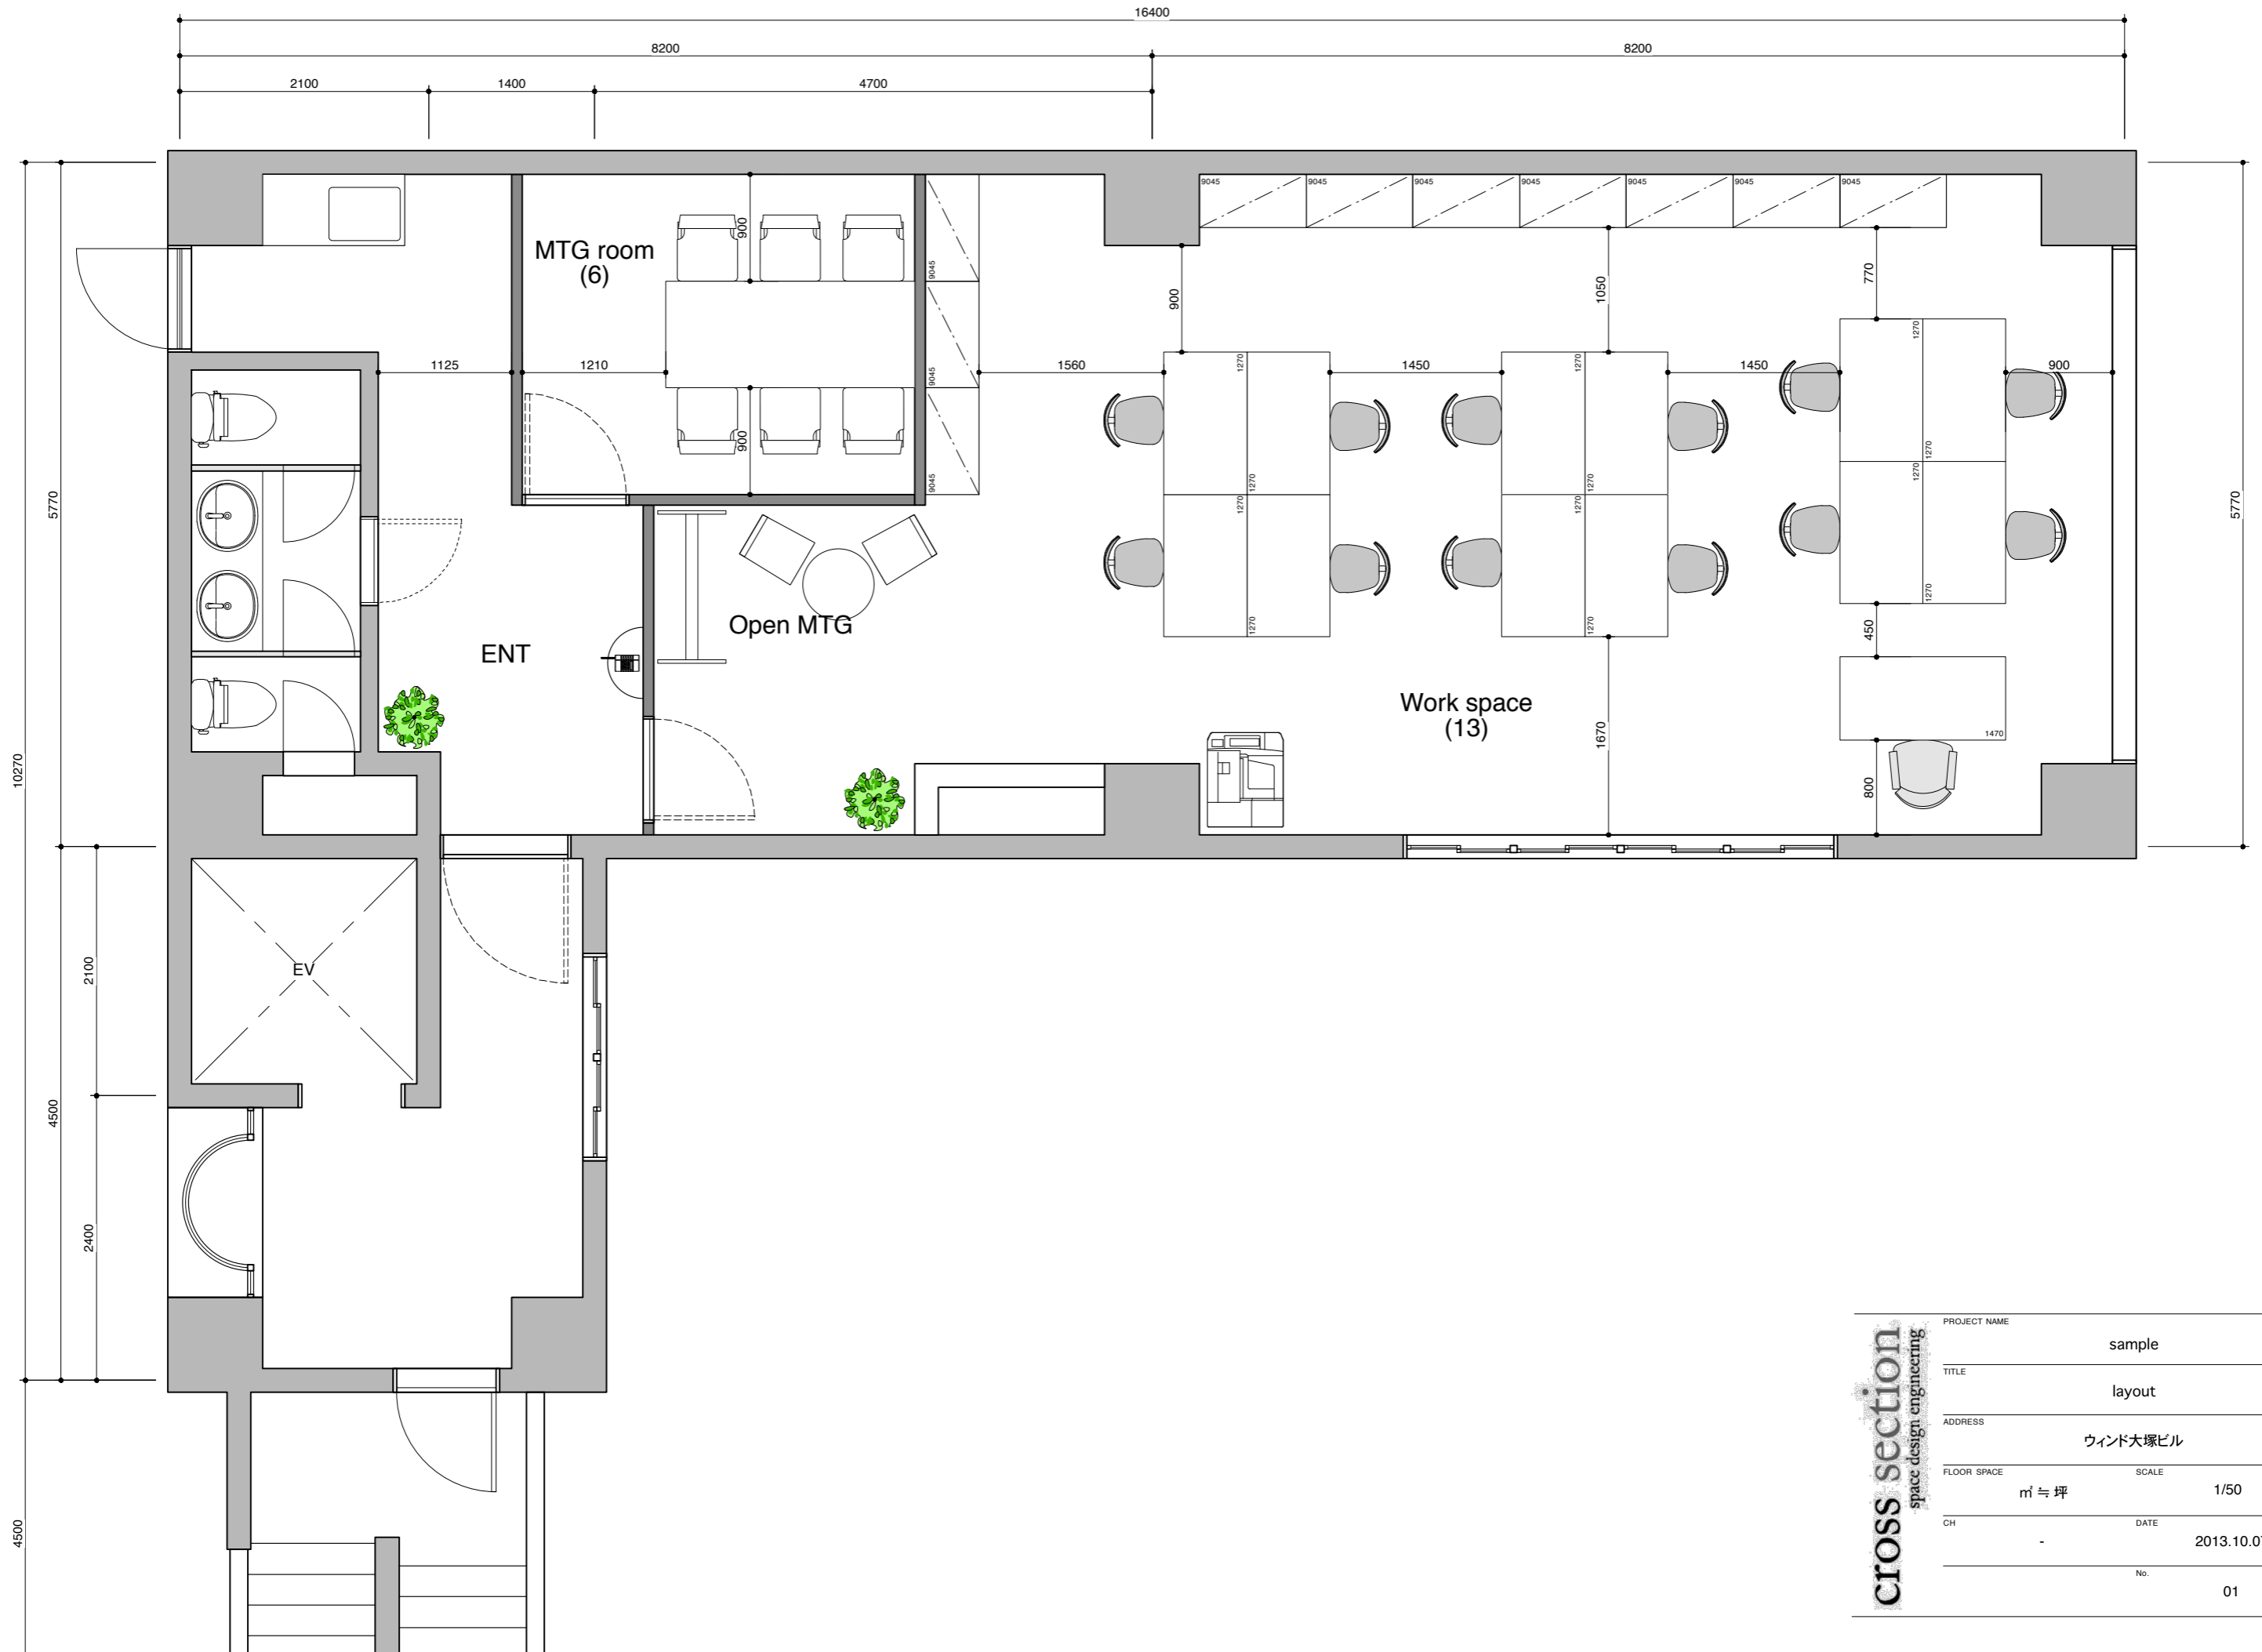 16400
8200
8200
2100
1400
4700
9045
9045
9045
9045
9045
9045
9045
MTG room
(6)
900
9045
900
1050
770
1270
1270
1270
1125
1210
9045
1560
1450
1450
900
900
9045
1270
1270
1270
1270
1270
1270
5770
10270
5770
1270
1270
1270
Open MTG
ENT
450
Work space
(13)
1670
1470
800
EV
2100
4500
2400
4500
cross section
space design engineering
PROJECT NAME
sample
TITLE
layout
ADDRESS
ウィンド大塚ビル
FLOOR SPACE
㎡ ≒ 坪
SCALE
1/50
CH
-
DATE
2013.10.07
No.
01